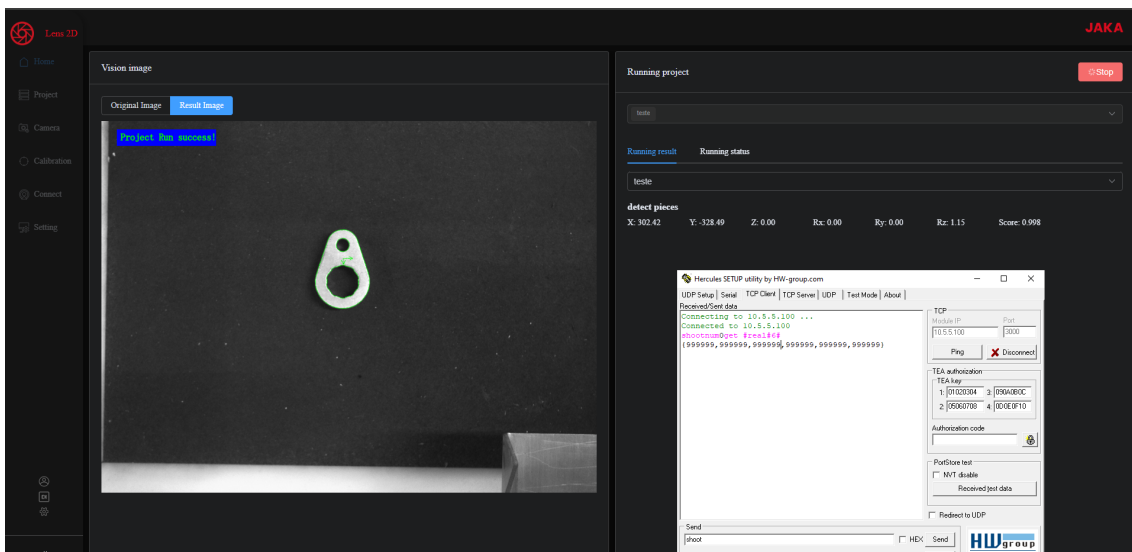 Lens 2D
JAKA
Home
Project
Camera
Calibration
Connect
Setting
Vision image
Original Image
Result Image
Project Run success!
Running project
Stop
teste
Running result
Running status
teste
detect pieces
X: 302.42 Y: -328.49 Z: 0.00 Rx: 0.00 Ry: 0.00 Rz: 1.15 Score: 0.998
Hercules SETUP utility by HW-group.com
UDP Setup Serial TCP Client TCP Server UDP Test Mode About
Received/Sent data
Connecting to 10.5.5.100 ...
Connected to 10.5.5.100
shootnum0get #real#6#
{999999,999999,999999,999999,999999,999999}
TCP
Module IP Port
10.5.5.100 3000
Ping Disconnect
TEA authorization
TEA key
1: 01020304 3: 090A0B0C
2: 05060708 4: 0D0E0F10
Authorization code
PortStore test
NVT disable
Received test data
Redirect to UDP
Send
shoot
HEX Send
HWgroup